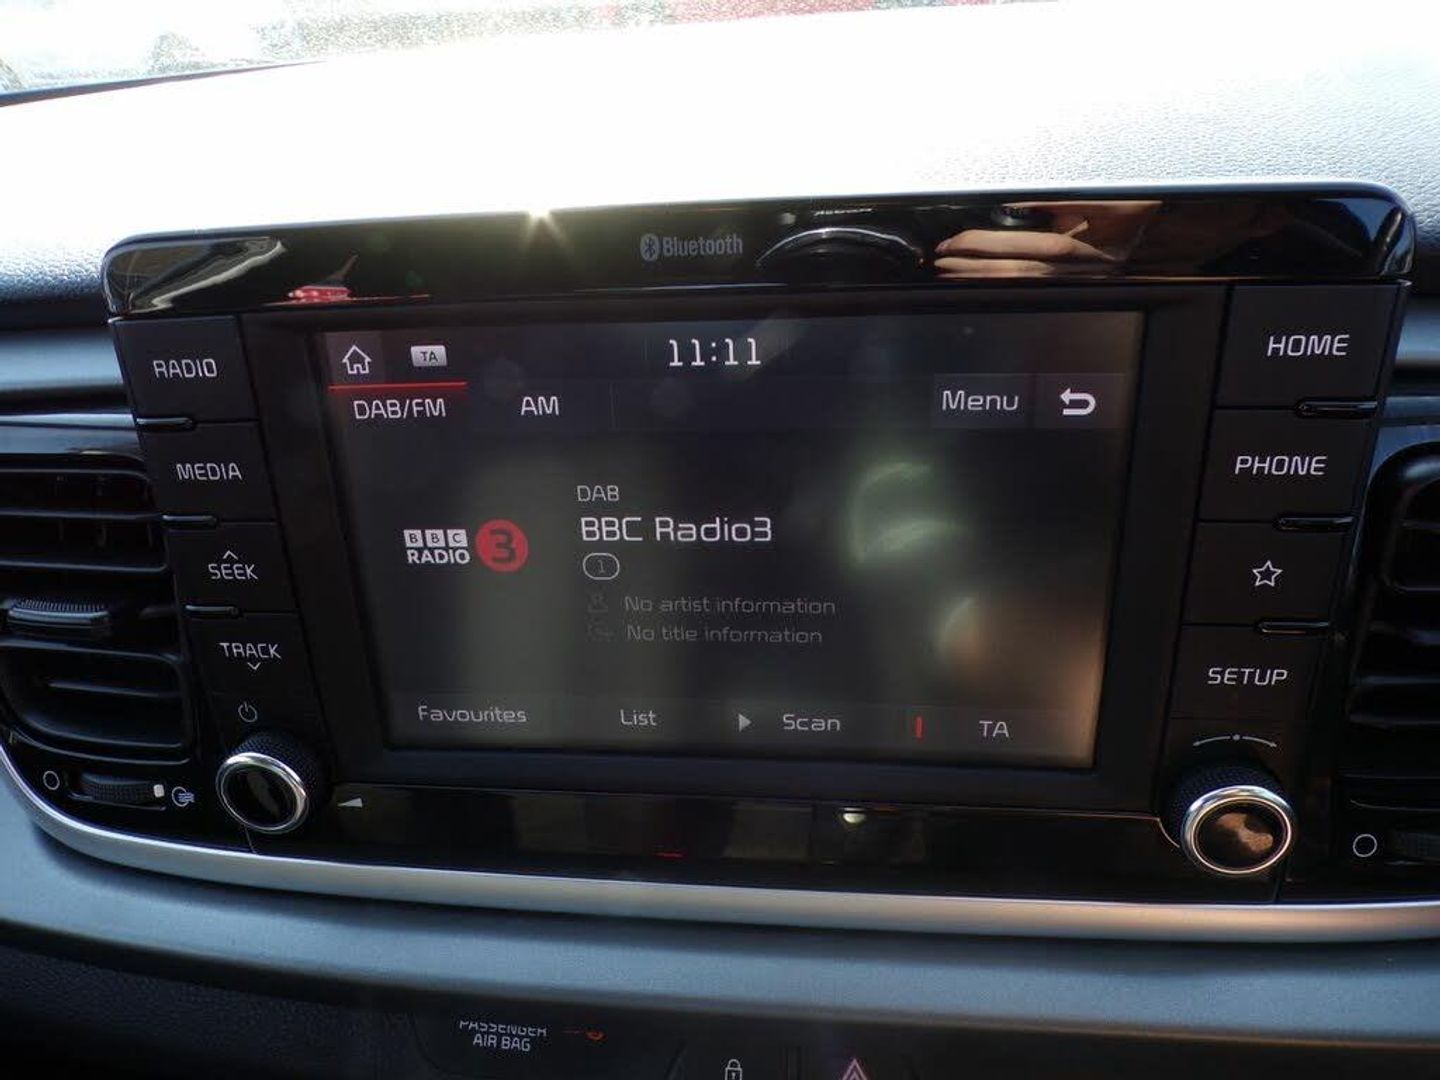 Bluetooth
RADIO
MEDIA
SEEK
TRACK
TA
11:11
DAB/FM
AM
Menu
DAB
BBC
RADIO 3
BBC Radio3
1
No artist information
No title information
Favourites
List
Scan
TA
HOME
PHONE
SETUP
PASSENGER
AIR BAG